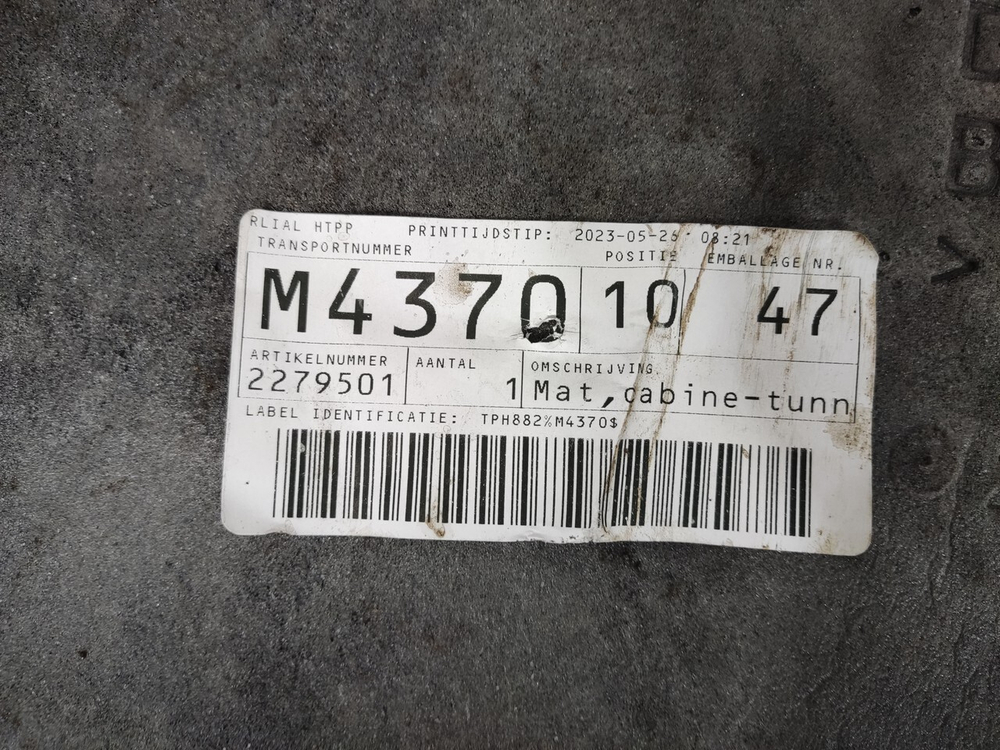 RLIAL HTPP PRINTTIJDSTIP: 2023-05-26 08:21
TRANSPORTNUMMER POSITIE EMBALLAGE NR.
M4370 10 47
ARTIKELNUMMER AANTAL OMSCHRIJVING
2279501 1 Mat,cabine-tunn
LABEL IDENTIFICATIE: TPH882%M4370$